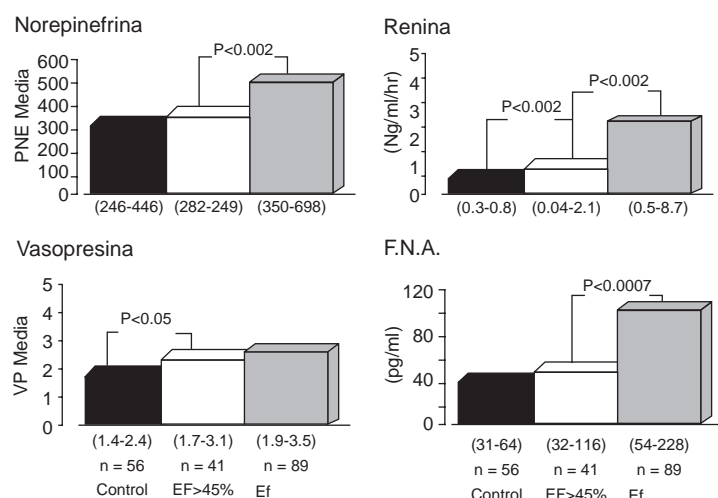 Norepinefrina
PNE Media
600
500
400
300
200
100
0
P<0.002
(246-446) (282-249) (350-698)
Renina
(Ng/ml/hr)
5
4
3
2
1
0
P<0.002
P<0.002
(0.3-0.8) (0.04-2.1) (0.5-8.7)
Vasopresina
VP Media
5
4
3
2
1
0
P<0.05
(1.4-2.4) (1.7-3.1) (1.9-3.5)
n = 56 n = 41 n = 89
Control EF>45% Ef
F.N.A.
(pg/ml)
120
80
40
0
P<0.0007
(31-64) (32-116) (54-228)
n = 56 n = 41 n = 89
Control EF>45% Ef